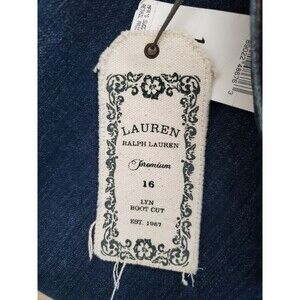 LAUREN
RALPH LAUREN
Premium
16
LYN
BOOT CUT
EST. 1967